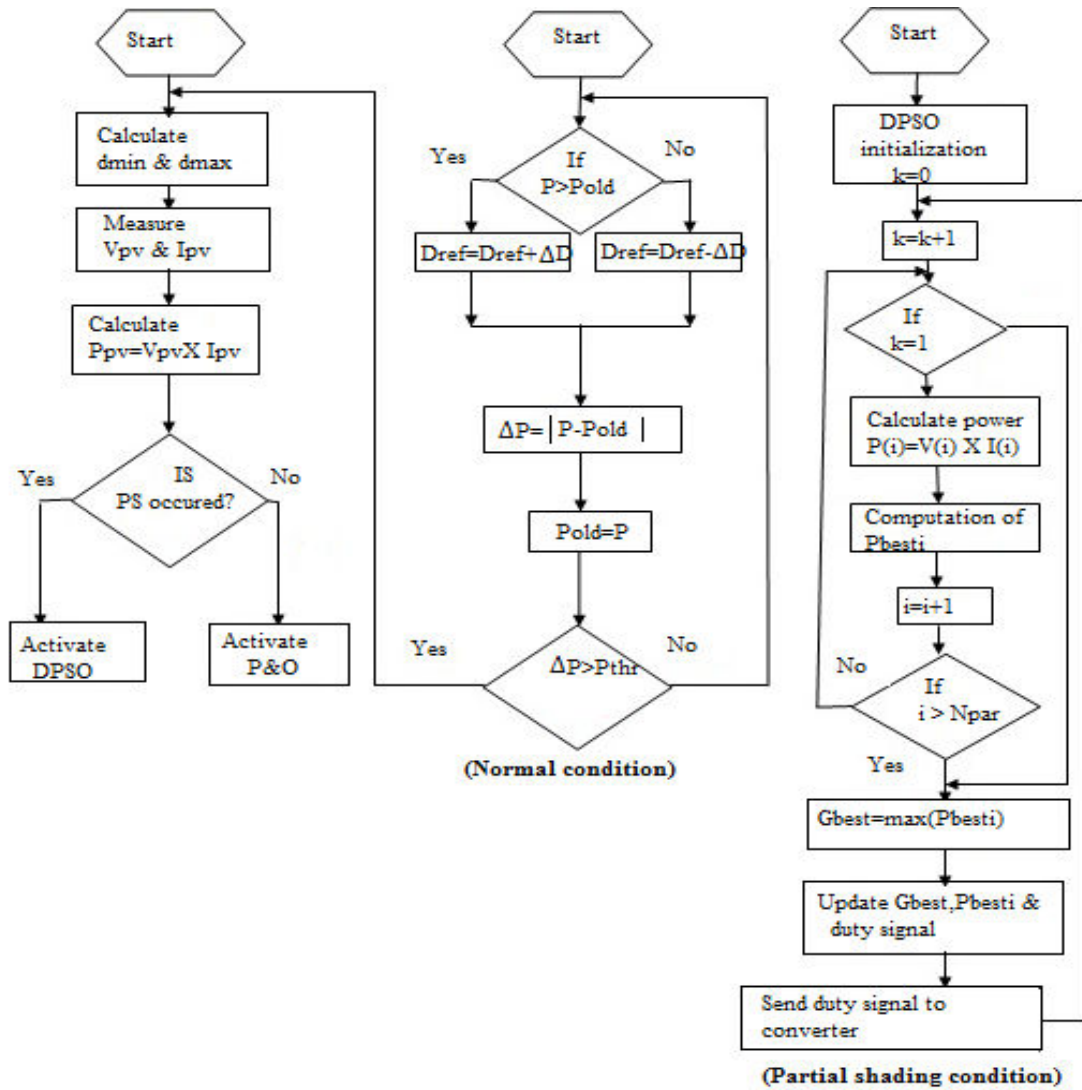 Start
Calculate
dmin & dmax
Measure
Vpv & Ipv
Calculate
Ppv=VpvX Ipv
Yes
IS
PS occured?
No
Activate
DPSO
Activate
P&O
Start
Yes
If
P>Pold
No
Dref=Dref+ΔD
Dref=Dref-ΔD
ΔP=|P-Pold |
Pold=P
Yes
ΔP>Pthr
No
(Normal condition)
Start
DPSO
initialization
k=0
k=k+1
If
k=1
Calculate power
P(i)=V(i) X I(i)
Computation of
Pbesti
i=i+1
No
If
i > Npar
Yes
Gbest=max(Pbesti)
Update Gbest,Pbesti &
duty signal
Send duty signal to
converter
(Partial shading condition)